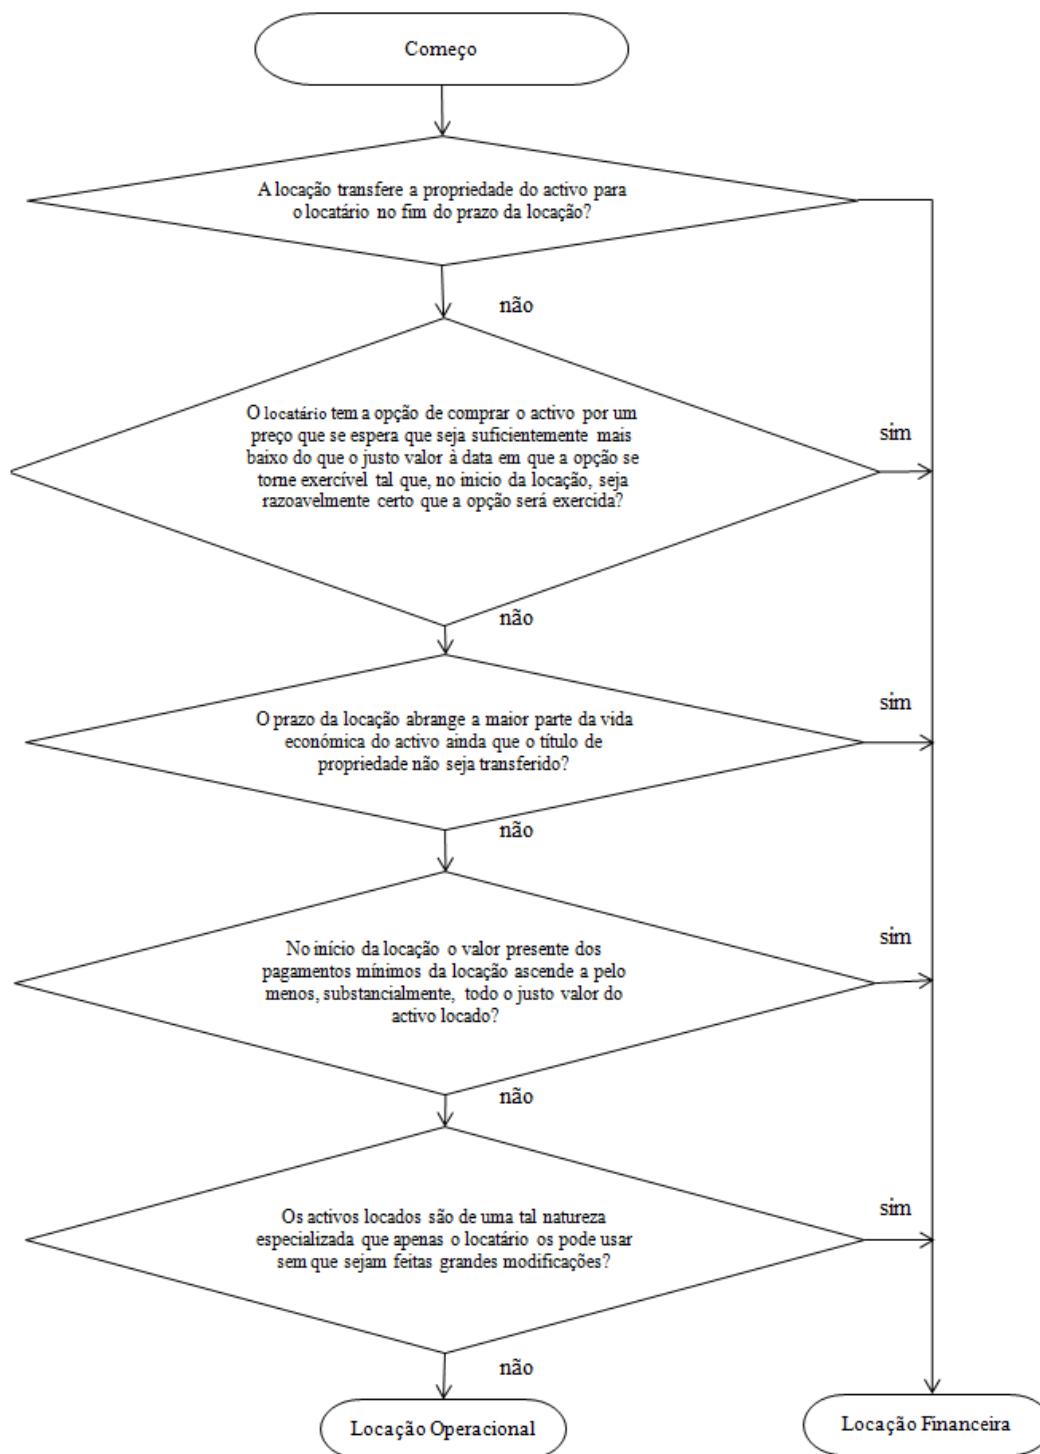 Começo
A locação transfere a propriedade do activo para
o locatário no fim do prazo da locação?
não
O locatário tem a opção de comprar o activo por um
preço que se espera que seja suficientemente mais
baixo do que o justo valor à data em que a opção se
torne exercível tal que, no inicio da locação, seja
razoavelmente certo que a opção será exercida?
sim
não
O prazo da locação abrange a maior parte da vida
económica do activo ainda que o título de
propriedade não seja transferido?
sim
não
No início da locação o valor presente dos
pagamentos mínimos da locação ascende a pelo
menos, substancialmente, todo o justo valor do
activo locado?
sim
não
Os activos locados são de uma tal natureza
especializada que apenas o locatário os pode usar
sem que sejam feitas grandes modificações?
sim
não
Locação Operacional
Locação Financeira